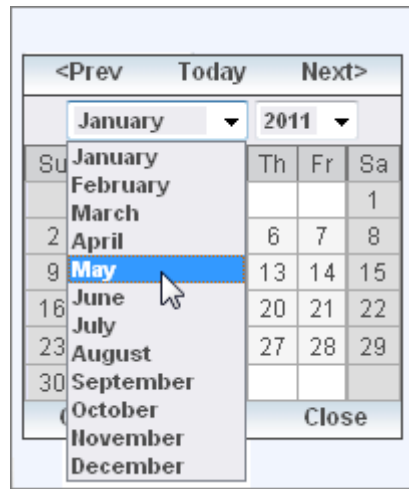 <Prev Today Next>
January 2011
Su Th Fr Sa
January
February
1
March
2 April 6 7 8
9 May 13 14 15
16 June 20 21 22
July
23 August 27 28 29
30 September
October Close
November
December